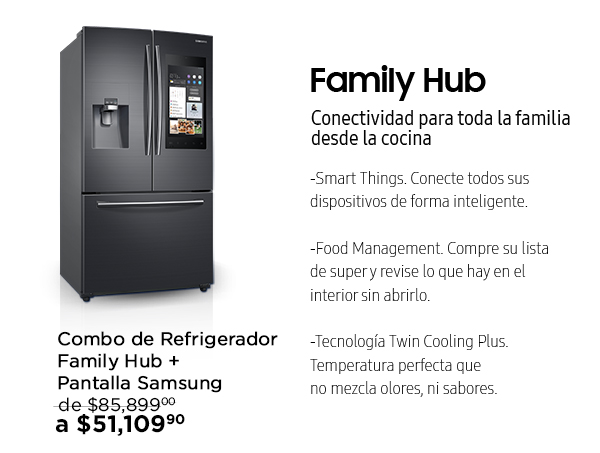 SAMSUNG
Family Hub
Conectividad para toda la familia
desde la cocina
-Smart Things. Conecte todos sus
dispositivos de forma inteligente.
-Food Management. Compre su lista
de super y revise lo que hay en el
interior sin abrirlo.
-Tecnología Twin Cooling Plus.
Temperatura perfecta que
no mezcla olores, ni sabores.
Combo de Refrigerador
Family Hub +
Pantalla Samsung
de $85,899⁰⁰
a $51,109⁹⁰